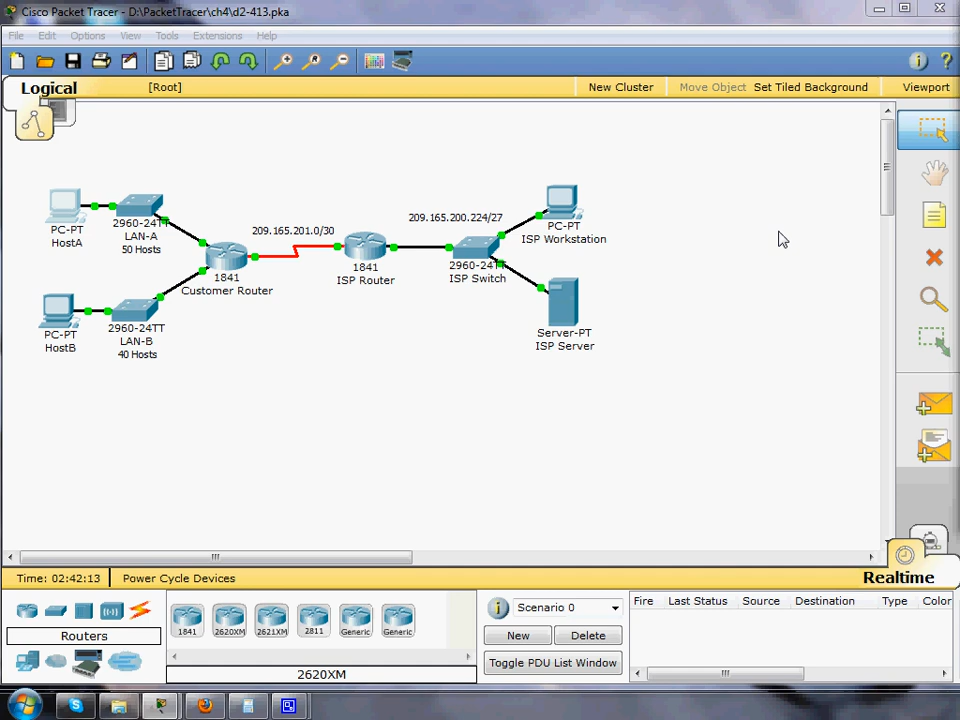 Cisco Packet Tracer - D:\PacketTracer\ch4\d2-413.pka
File Edit Options View Tools Extensions Help
Logical [Root] New Cluster Move Object Set Tiled Background Viewport
209.165.200.224/27
209.165.201.0/30
PC-PT
HostA
2960-24TT
LAN-A
50 Hosts
1841
Customer Router
1841
ISP Router
2960-24TT
ISP Switch
PC-PT
ISP Workstation
PC-PT
HostB
2960-24TT
LAN-B
40 Hosts
Server-PT
ISP Server
Time: 02:42:13 Power Cycle Devices Realtime
Routers
1841 2620XM 2621XM 2811 Generic Generic
2620XM
Scenario 0
New Delete
Toggle PDU List Window
Fire Last Status Source Destination Type Color